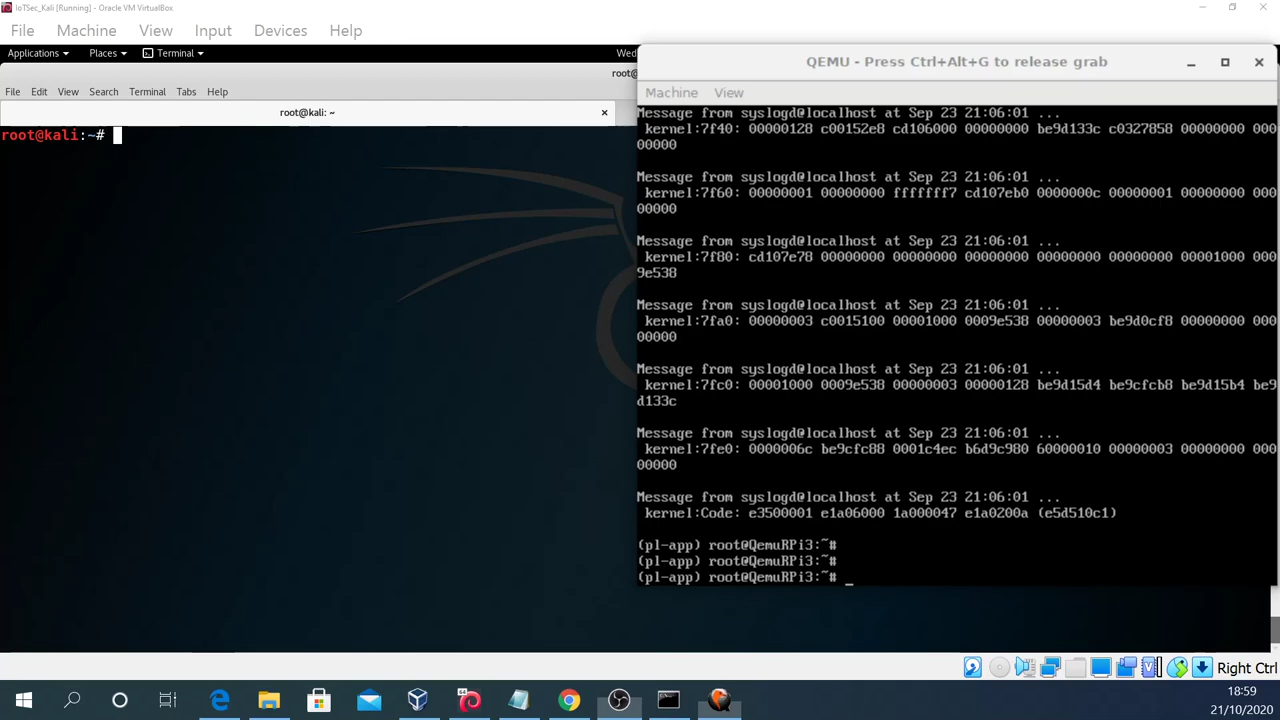 IoTSec_Kali [Running] - Oracle VM VirtualBox
File Machine View Input Devices Help
Applications Places Terminal Wed
root@
File Edit View Search Terminal Tabs Help
root@kali: ~
root@kali:~#
QEMU - Press Ctrl+Alt+G to release grab
Machine View
Message from syslogd@localhost at Sep 23 21:06:01 ...
kernel:7f40: 00000128 c00152e8 cd106000 00000000 be9d133c c0327858 00000000 000
00000
Message from syslogd@localhost at Sep 23 21:06:01 ...
kernel:7f60: 00000001 00000000 fffffff7 cd107eb0 0000000c 00000001 00000000 000
00000
Message from syslogd@localhost at Sep 23 21:06:01 ...
kernel:7f80: cd107e78 00000000 00000000 00000000 00000000 00000000 00001000 000
9e538
Message from syslogd@localhost at Sep 23 21:06:01 ...
kernel:7fa0: 00000003 c0015100 00001000 0009e538 00000003 be9d0cf8 00000000 000
00000
Message from syslogd@localhost at Sep 23 21:06:01 ...
kernel:7fc0: 00001000 0009e538 00000003 00000128 be9d15d4 be9cfcb8 be9d15b4 be9
d133c
Message from syslogd@localhost at Sep 23 21:06:01 ...
kernel:7fe0: 0000006c be9cfc88 0001c4ec b6d9c980 60000010 00000003 00000000 000
00000
Message from syslogd@localhost at Sep 23 21:06:01 ...
kernel:Code: e3500001 e1a06000 1a000047 e1a0200a (e5d510c1)
(pl-app) root@QemuRPi3:~#
(pl-app) root@QemuRPi3:~#
(pl-app) root@QemuRPi3:~# _
Right Ctrl
64
18:59
21/10/2020